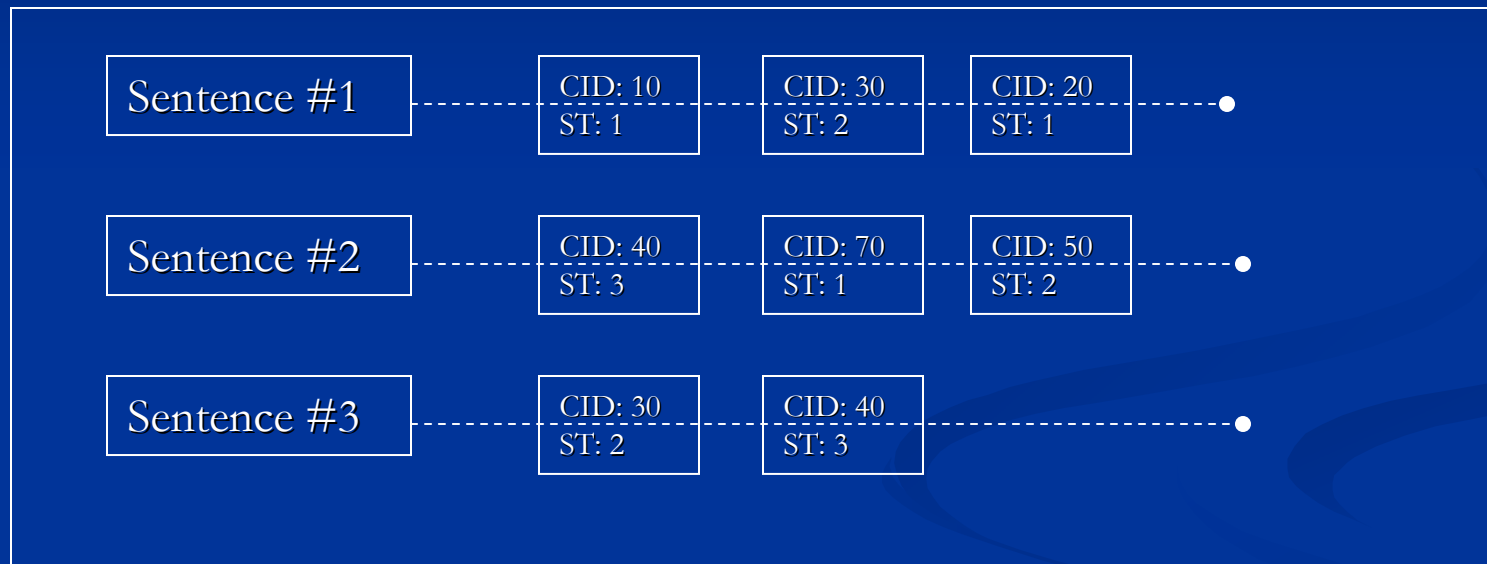 Sentence #1
CID: 10
ST: 1
CID: 30
ST: 2
CID: 20
ST: 1
Sentence #2
CID: 40
ST: 3
CID: 70
ST: 1
CID: 50
ST: 2
Sentence #3
CID: 30
ST: 2
CID: 40
ST: 3